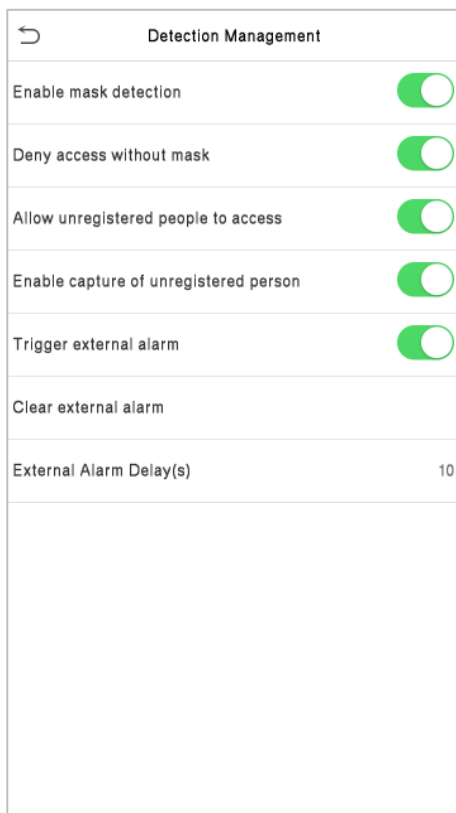 Detection Management
Enable mask detection
Deny access without mask
Allow unregistered people to access
Enable capture of unregistered person
Trigger external alarm
Clear external alarm
External Alarm Delay(s) 10